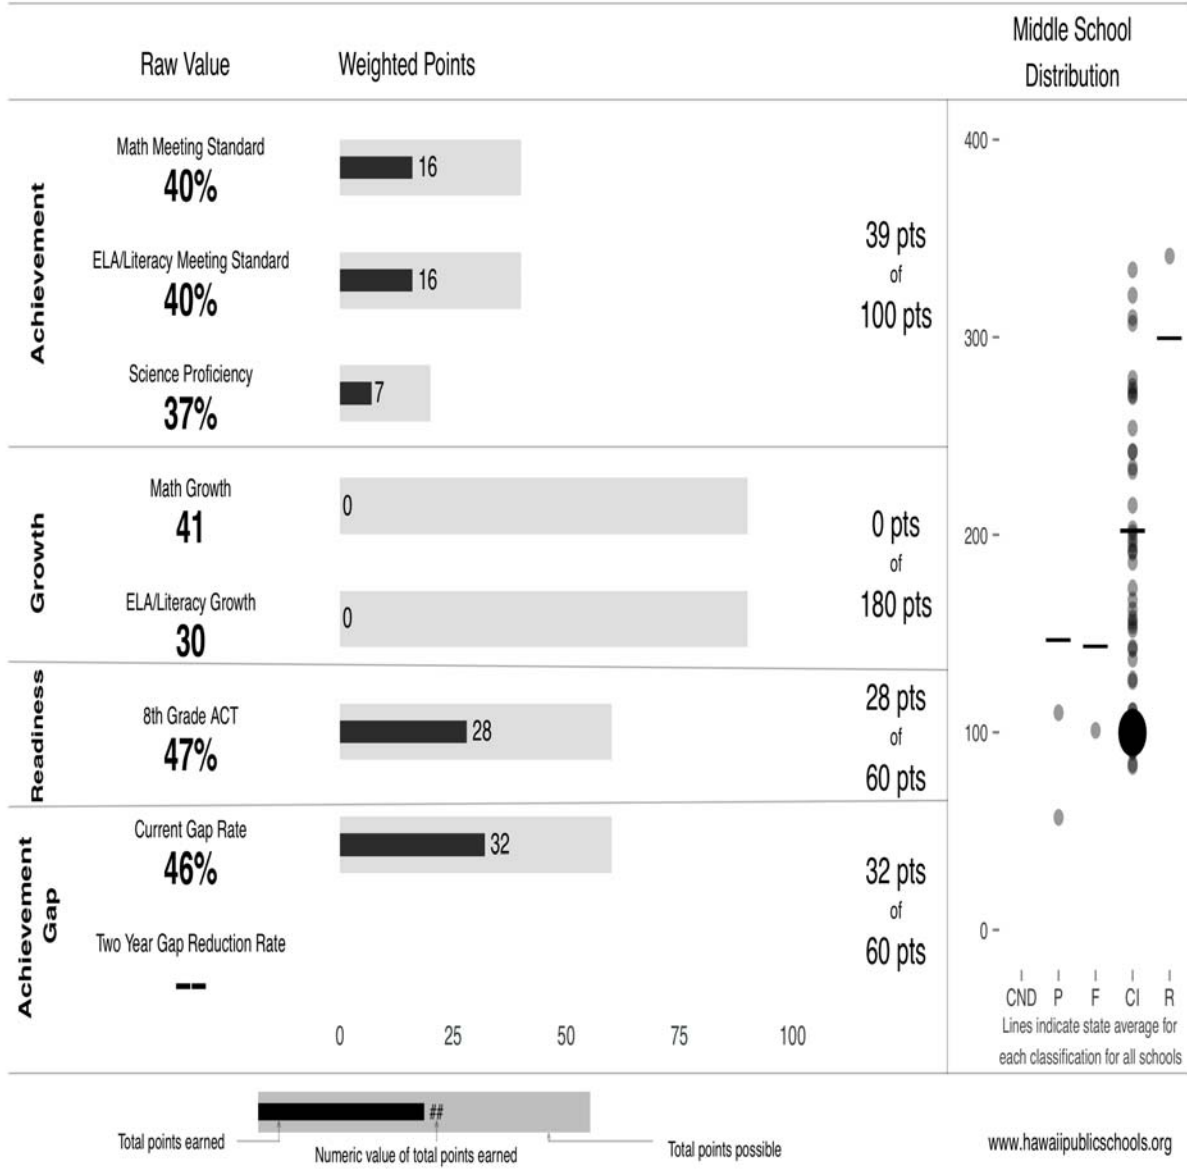 Raw Value
Weighted Points
Middle School
Distribution
Achievement
Math Meeting Standard
40%
16
ELA/Literacy Meeting Standard
40%
16
Science Proficiency
37%
7
39 pts
of
100 pts
Growth
Math Growth
41
0
ELA/Literacy Growth
30
0
0 pts
of
180 pts
Readiness
8th Grade ACT
47%
28
28 pts
of
60 pts
Achievement
Gap
Current Gap Rate
46%
32
Two Year Gap Reduction Rate
--
32 pts
of
60 pts
0 25 50 75 100
400
300
200
100
0
CND P F CI R
Lines indicate state average for
each classification for all schools
##
Total points earned
Numeric value of total points earned
Total points possible
www.hawaiipublicschools.org